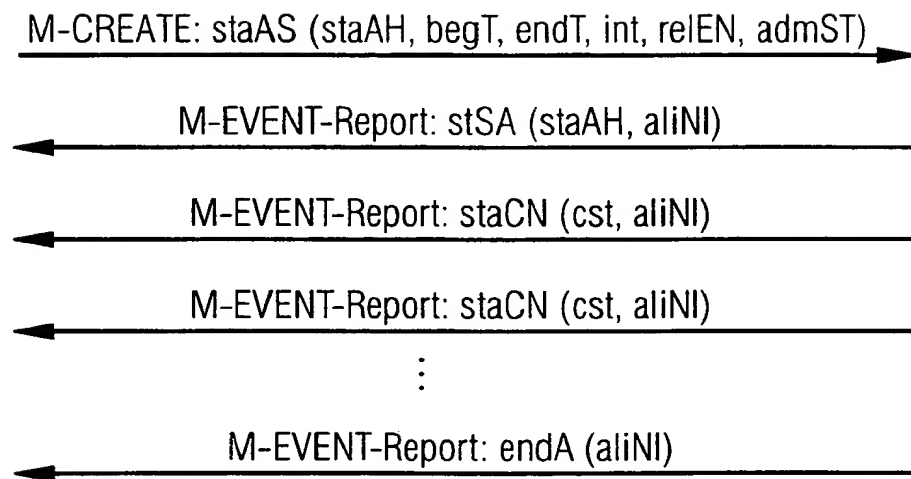 M-CREATE: staAS (staAH, begT, endT, int, relEN, admST)
M-EVENT-Report: stSA (staAH, aliNI)
M-EVENT-Report: staCN (cst, aliNI)
M-EVENT-Report: staCN (cst, aliNI)
⋮
M-EVENT-Report: endA (aliNI)